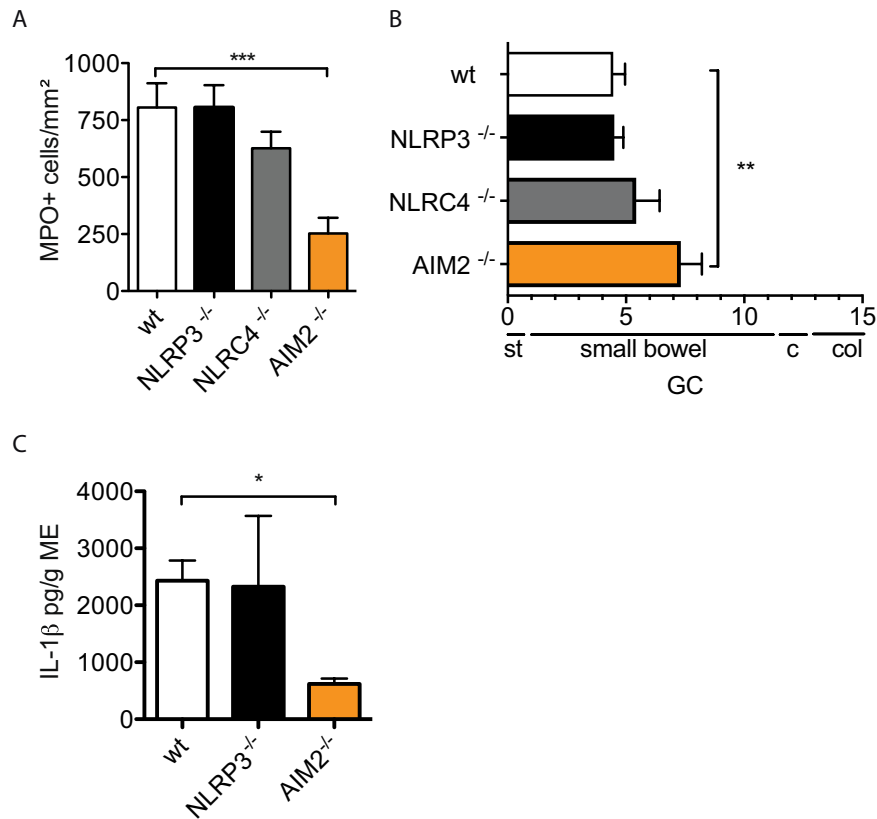 A
***
MPO+ cells/mm²
1000
750
500
250
0
wt
NLRP3 -/-
NLRC4 -/-
AIM2 -/-
B
wt
NLRP3 -/-
NLRC4 -/-
AIM2 -/-
**
0 5 10 15
st small bowel c col
GC
C
*
IL-1β pg/g ME
4000
3000
2000
1000
0
wt
NLRP3 -/-
AIM2 -/-